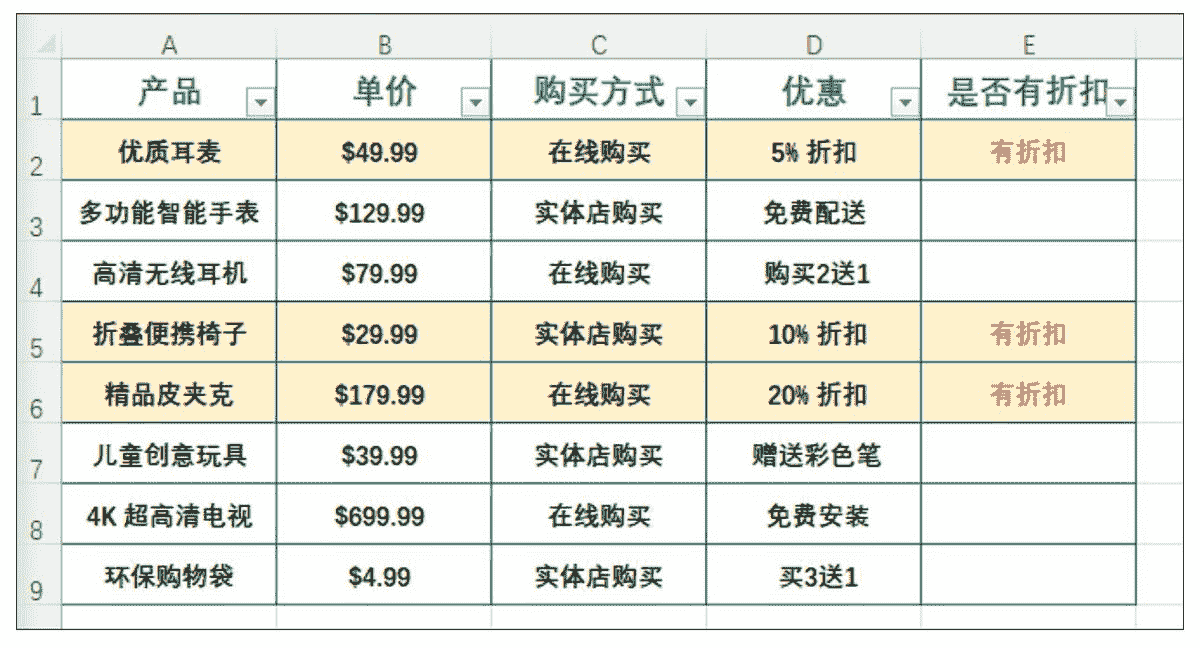 A B C D E
1 产品 单价 购买方式 优惠 是否有折扣
2 优质耳麦 $49.99 在线购买 5% 折扣 有折扣
3 多功能智能手表 $129.99 实体店购买 免费配送
4 高清无线耳机 $79.99 在线购买 购买2送1
5 折叠便携椅子 $29.99 实体店购买 10% 折扣 有折扣
6 精品皮夹克 $179.99 在线购买 20% 折扣 有折扣
7 儿童创意玩具 $39.99 实体店购买 赠送彩色笔
8 4K 超高清电视 $699.99 在线购买 免费安装
9 环保购物袋 $4.99 实体店购买 买3送1